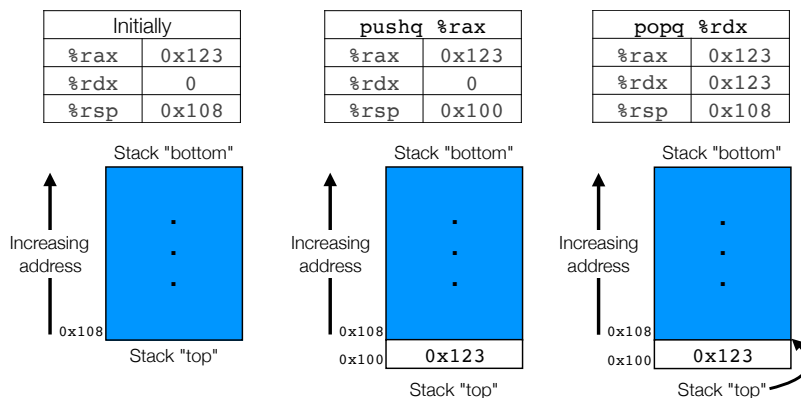 Initially
%rax 0x123
%rdx 0
%rsp 0x108
Stack "bottom"
Increasing
address
0x108
Stack "top"
pushq %rax
%rax 0x123
%rdx 0
%rsp 0x100
Stack "bottom"
Increasing
address
0x108
0x100 0x123
Stack "top"
popq %rdx
%rax 0x123
%rdx 0x123
%rsp 0x108
Stack "bottom"
Increasing
address
0x108
0x100 0x123
Stack "top"